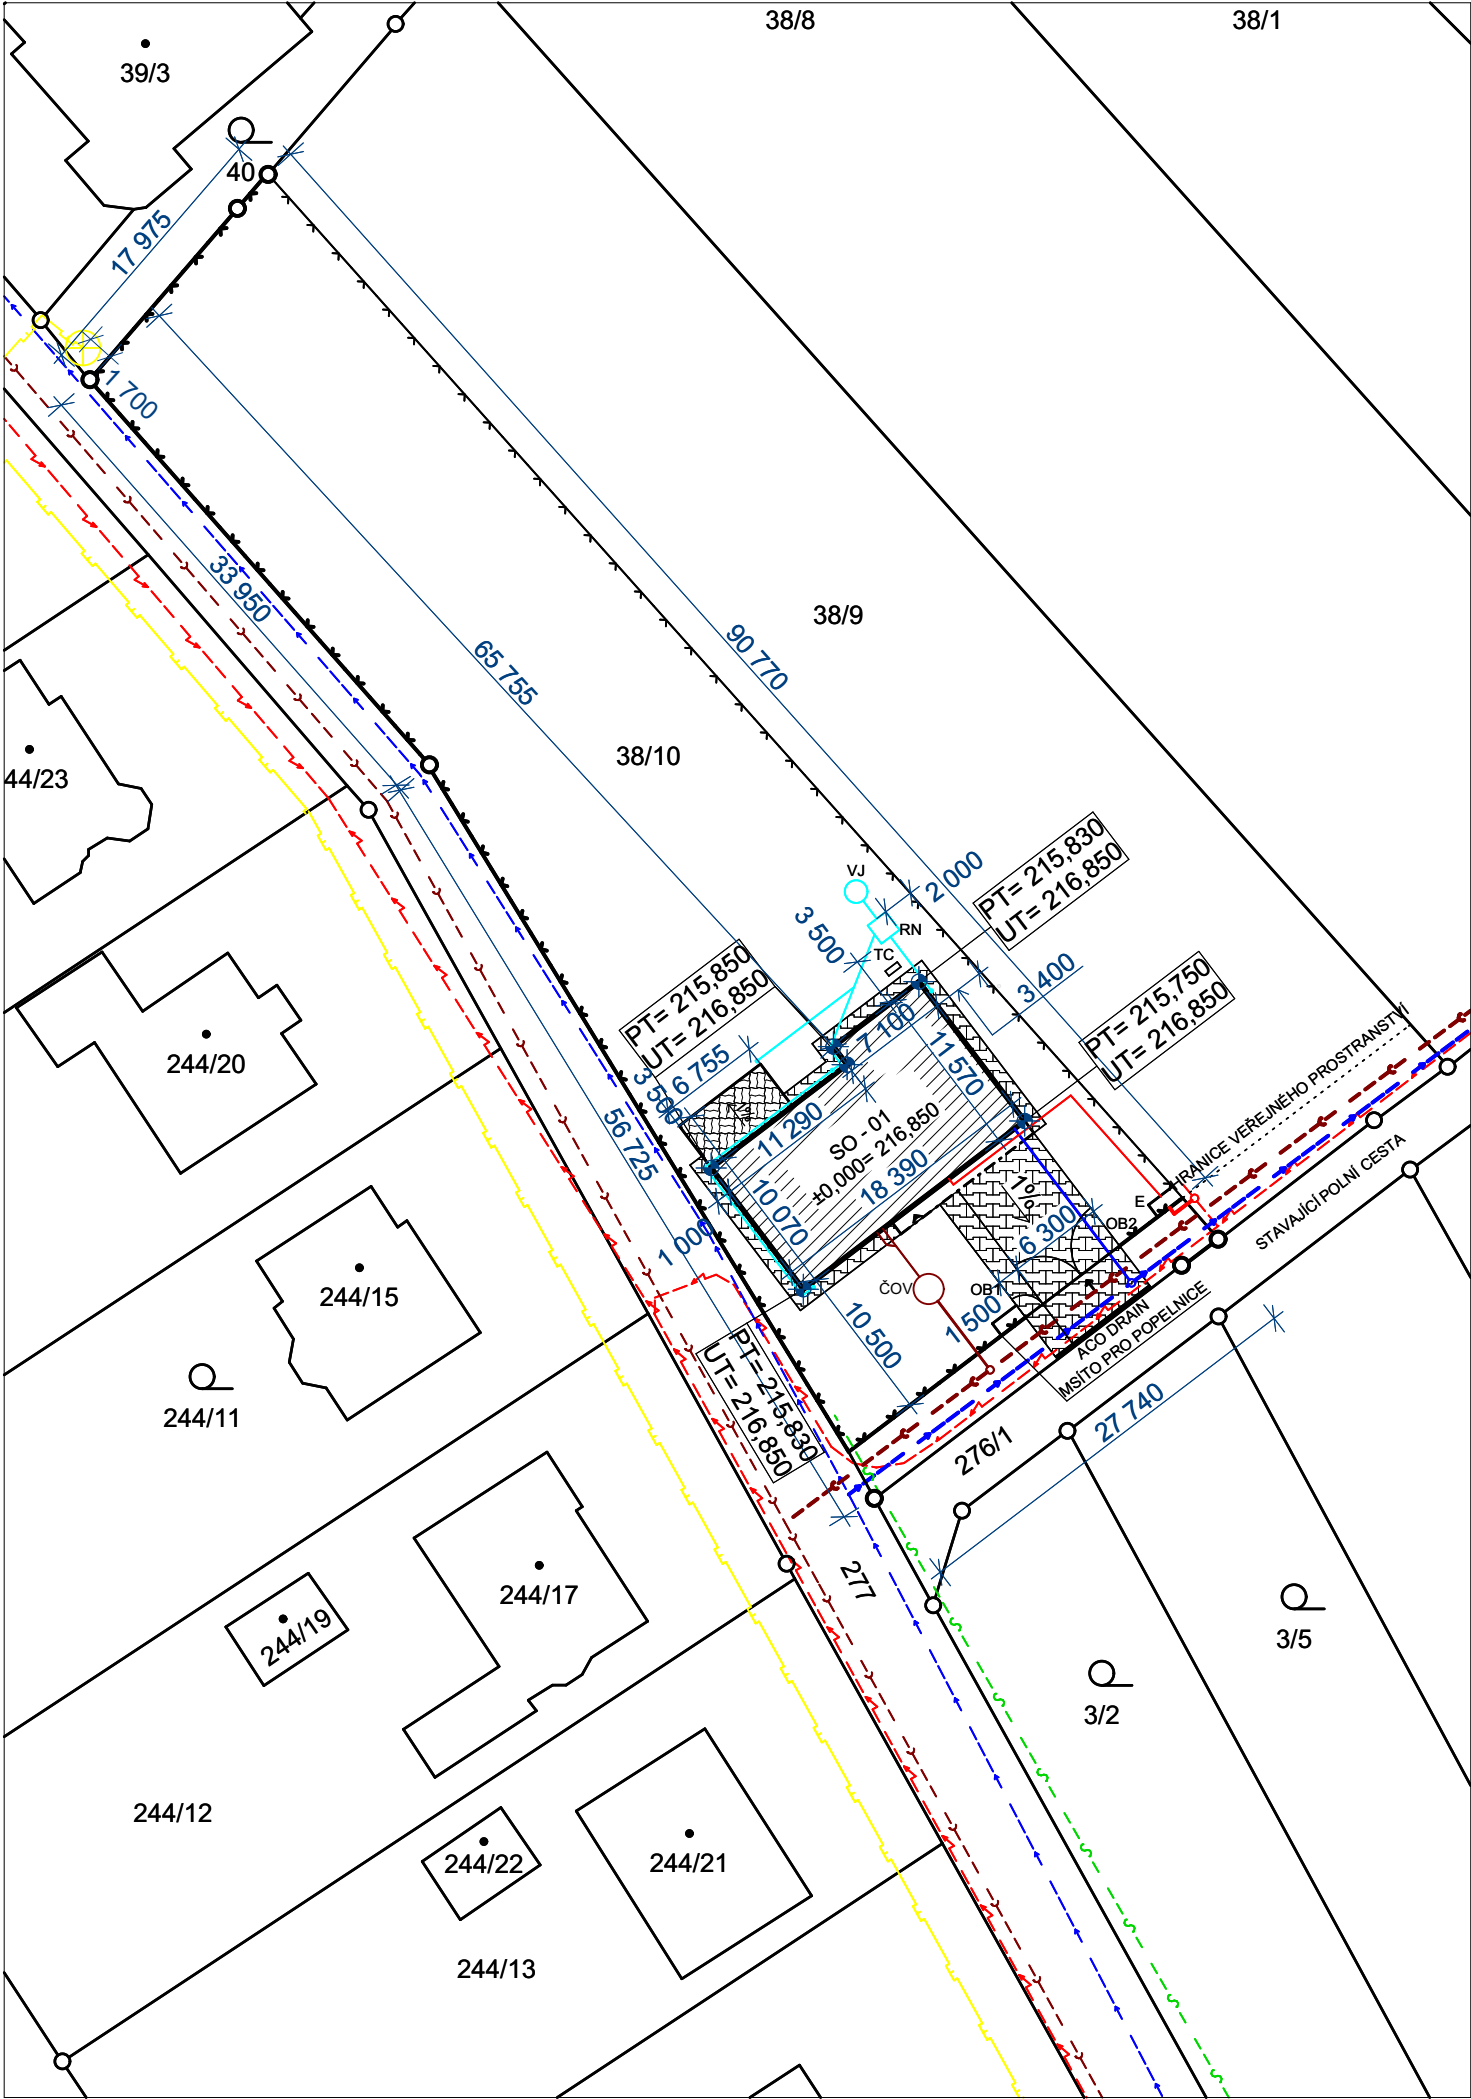 38/8
38/1
39/3
40
17 975
1 700
33 950
65 755
90 770
38/9
38/10
44/23
VJ
2 000
PT= 215,830
UT= 216,850
3 500
RN
TC
3 400
PT= 215,850
UT= 216,850
PT= 215,750
UT= 216,850
7 100
11 570
6 755
3 500
244/20
HRANICE VEŘEJNÉHO PROSTRANSTVÍ
11 290
SO - 01
±0,000= 216,850
18 390
56 725
10 070
1%
STAVAJÍCÍ POLNÍ CESTA
E
OB2
6 300
1 000
ČOV
OB1
244/15
10 500
1 500
ACO DRAIN
MSÍTO PRO POPELNICE
PT= 215,830
UT= 216,850
244/11
27 740
276/1
277
244/17
244/19
3/5
3/2
244/12
244/22
244/21
244/13